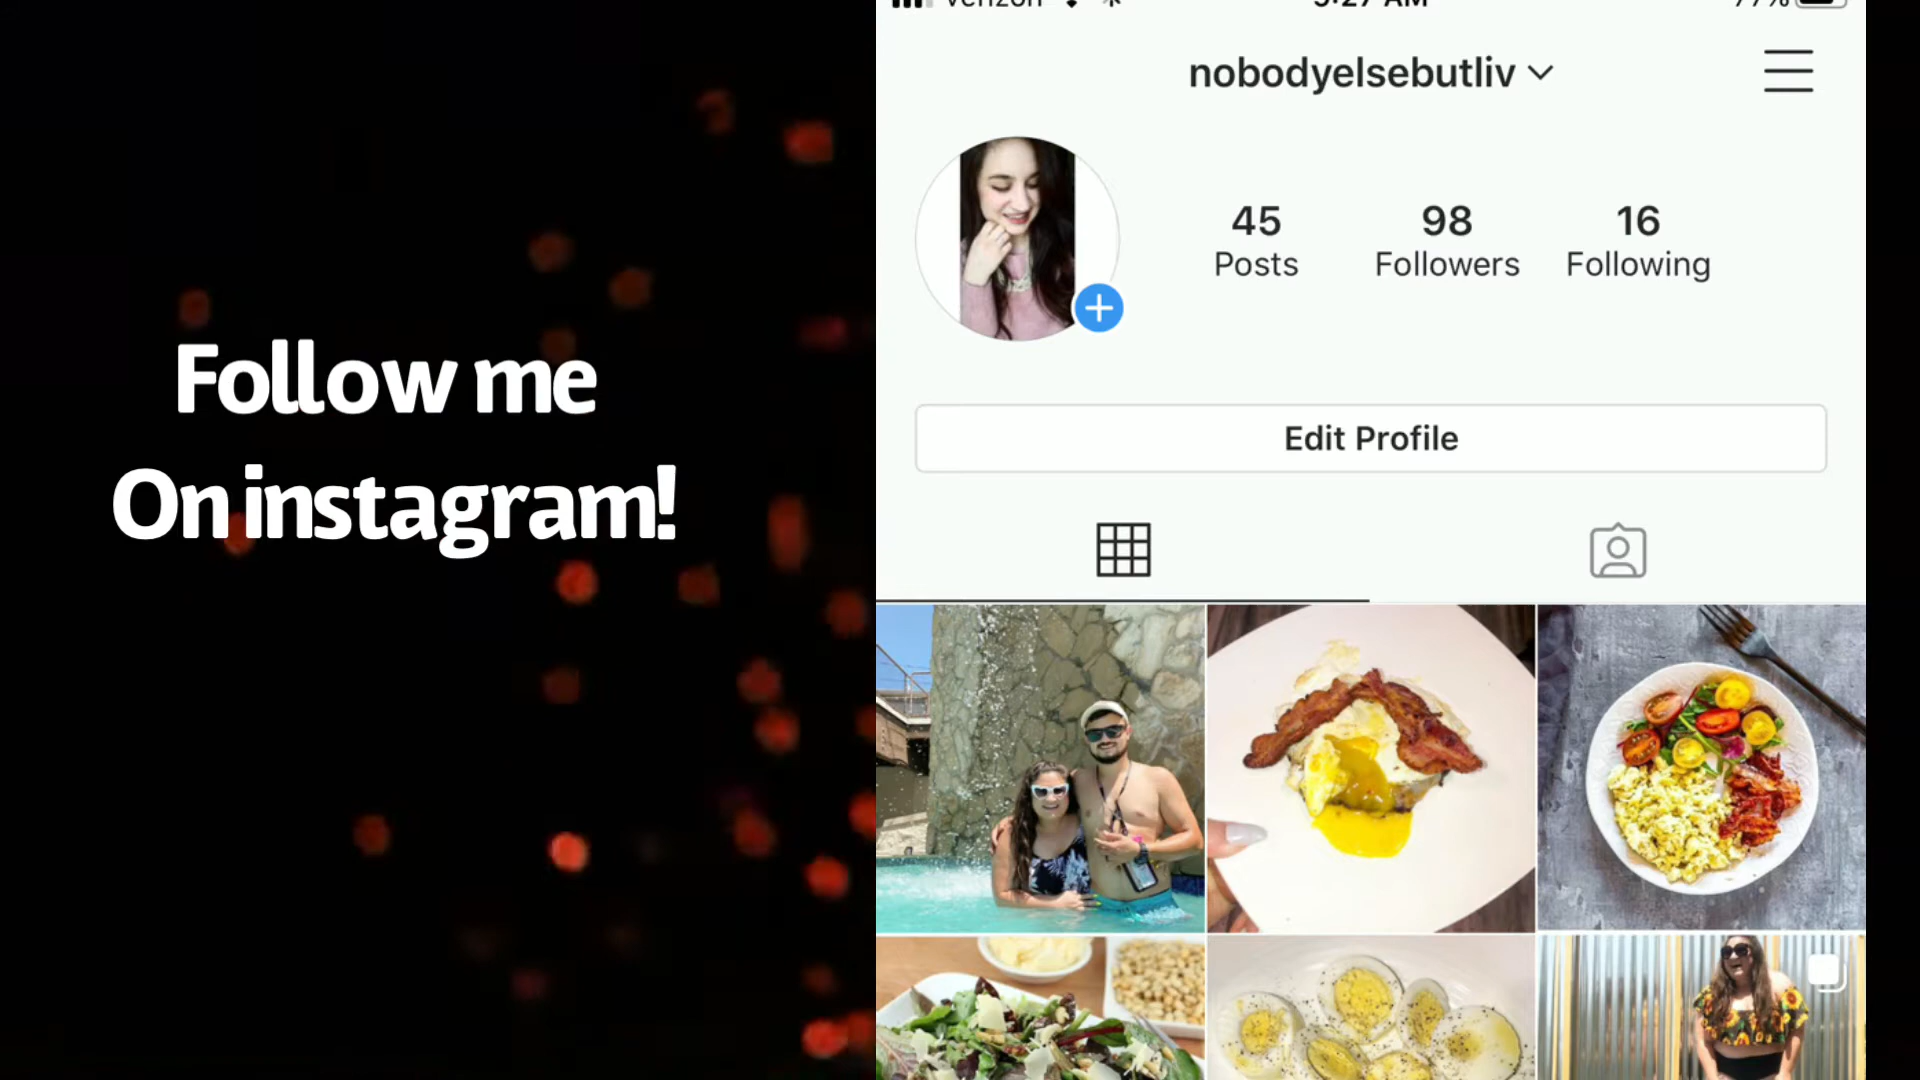 Follow me
On instagram!
nobodyelsebutliv
45 98 16
Posts Followers Following
Edit Profile